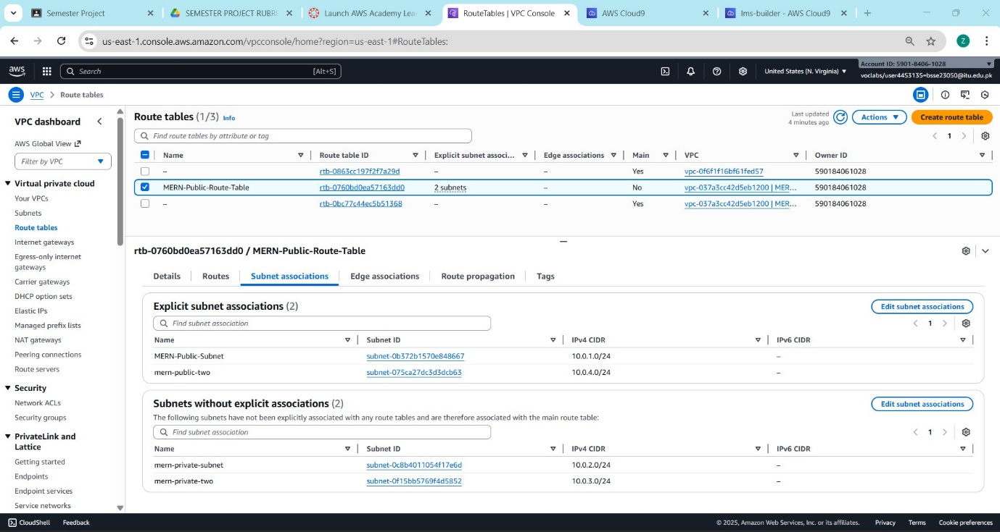 Semester Project
SEMESTER PROJECT RUBRI
Launch AWS Academy Lea
RouteTables | VPC Console
AWS Cloud9
lms-builder - AWS Cloud9
us-east-1.console.aws.amazon.com/vpcconsole/home?region=us-east-1#RouteTables:
Z
aws
Search
[Alt+S]
United States (N. Virginia)
Account ID: 5901-8406-1028
voclabs/user4453135=bsse23050@itu.edu.pk
VPC > Route tables
VPC dashboard
AWS Global View
Filter by VPC
Virtual private cloud
Your VPCs
Subnets
Route tables
Internet gateways
Egress-only internet
gateways
Carrier gateways
DHCP option sets
Elastic IPs
Managed prefix lists
NAT gateways
Peering connections
Route servers
Security
Network ACLs
Security groups
PrivateLink and
Lattice
Getting started
Endpoints
Endpoint services
Service networks
Route tables (1/3) Info
Last updated
4 minutes ago
Actions
Create route table
Find route tables by attribute or tag
1
Name Route table ID Explicit subnet associ... Edge associations Main VPC Owner ID
– rtb-0863cc197f2f7a29d – – Yes vpc-0f6f1f16bf61fed57 590184061028
MERN-Public-Route-Table rtb-0760bd0ea57163dd0 2 subnets – No vpc-037a3cc42d5eb1200 | MER... 590184061028
– rtb-0bc77c44ec5b51368 – – Yes vpc-037a3cc42d5eb1200 | MER... 590184061028
rtb-0760bd0ea57163dd0 / MERN-Public-Route-Table
Details Routes Subnet associations Edge associations Route propagation Tags
Explicit subnet associations (2)
Edit subnet associations
Find subnet association
1
Name Subnet ID IPv4 CIDR IPv6 CIDR
MERN-Public-Subnet subnet-0b372b1570e848667 10.0.1.0/24 –
mern-public-two subnet-075ca27dc3d3dcb63 10.0.4.0/24 –
Subnets without explicit associations (2)
Edit subnet associations
The following subnets have not been explicitly associated with any route tables and are therefore associated with the main route table:
Find subnet association
1
Name Subnet ID IPv4 CIDR IPv6 CIDR
mern-private-subnet subnet-0c8b4011054f17e6d 10.0.2.0/24 –
mern-private-two subnet-0f15bb5769f4d5852 10.0.3.0/24 –
CloudShell Feedback
© 2025, Amazon Web Services, Inc. or its affiliates. Privacy Terms Cookie preferences